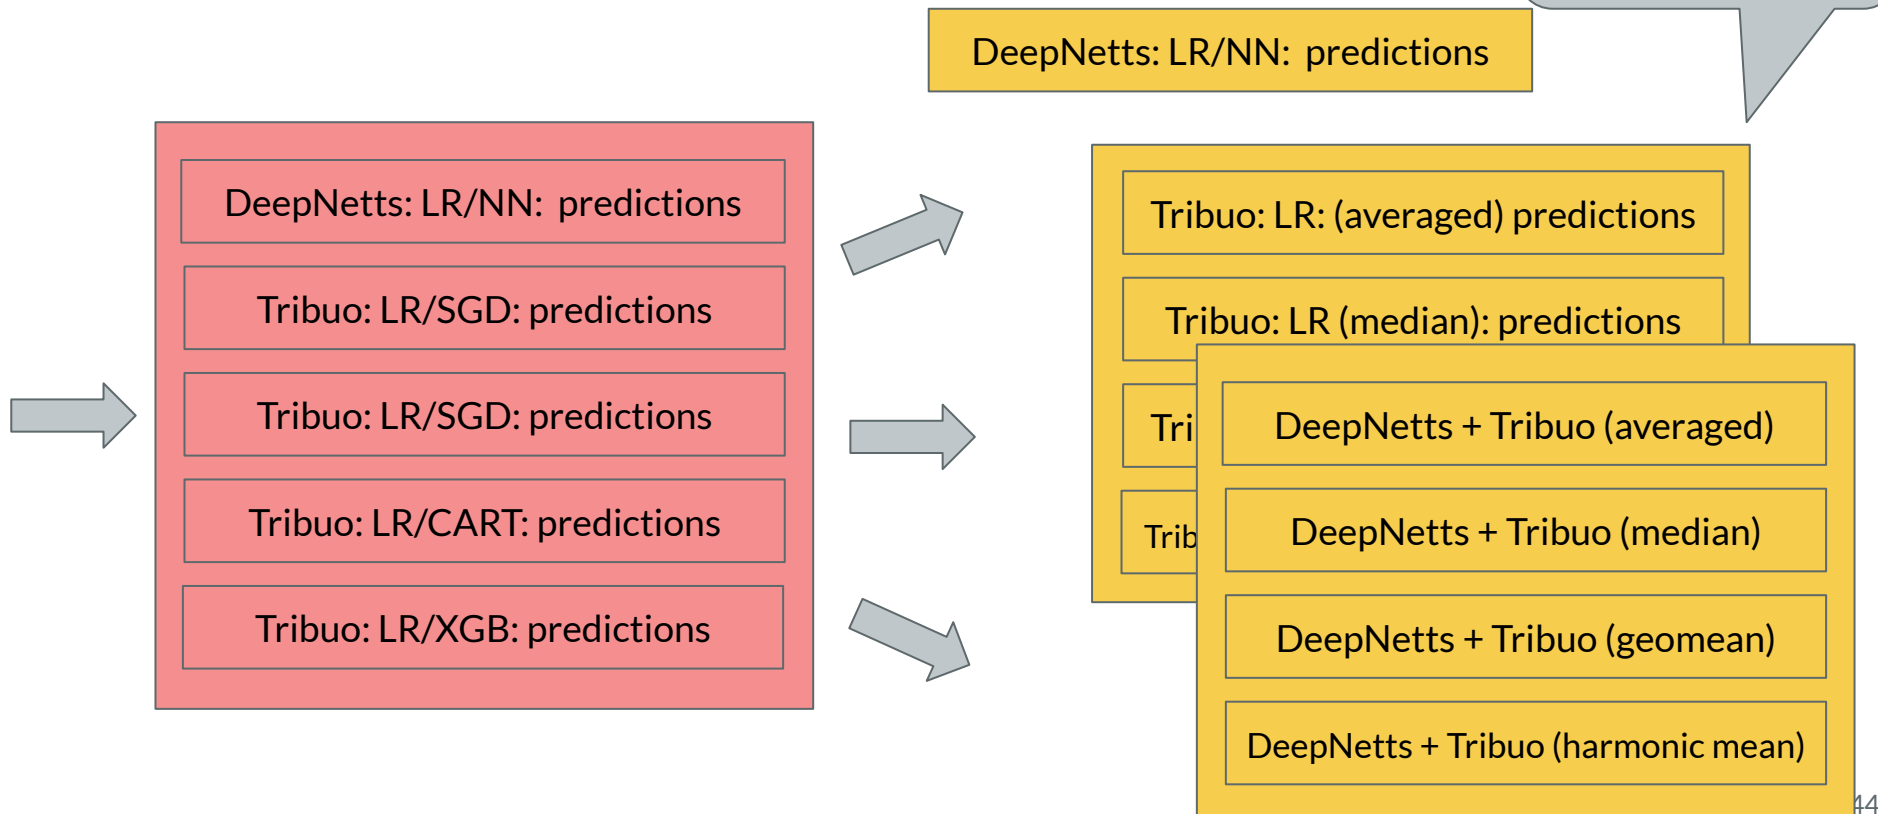 DeepNetts: LR/NN: predictions
DeepNetts: LR/NN: predictions
Tribuo: LR/SGD: predictions
Tribuo: LR/SGD: predictions
Tribuo: LR/CART: predictions
Tribuo: LR/XGB: predictions
Tribuo: LR: (averaged) predictions
Tribuo: LR (median): predictions
Tri
Trib
DeepNetts + Tribuo (averaged)
DeepNetts + Tribuo (median)
DeepNetts + Tribuo (geomean)
DeepNetts + Tribuo (harmonic mean)
44